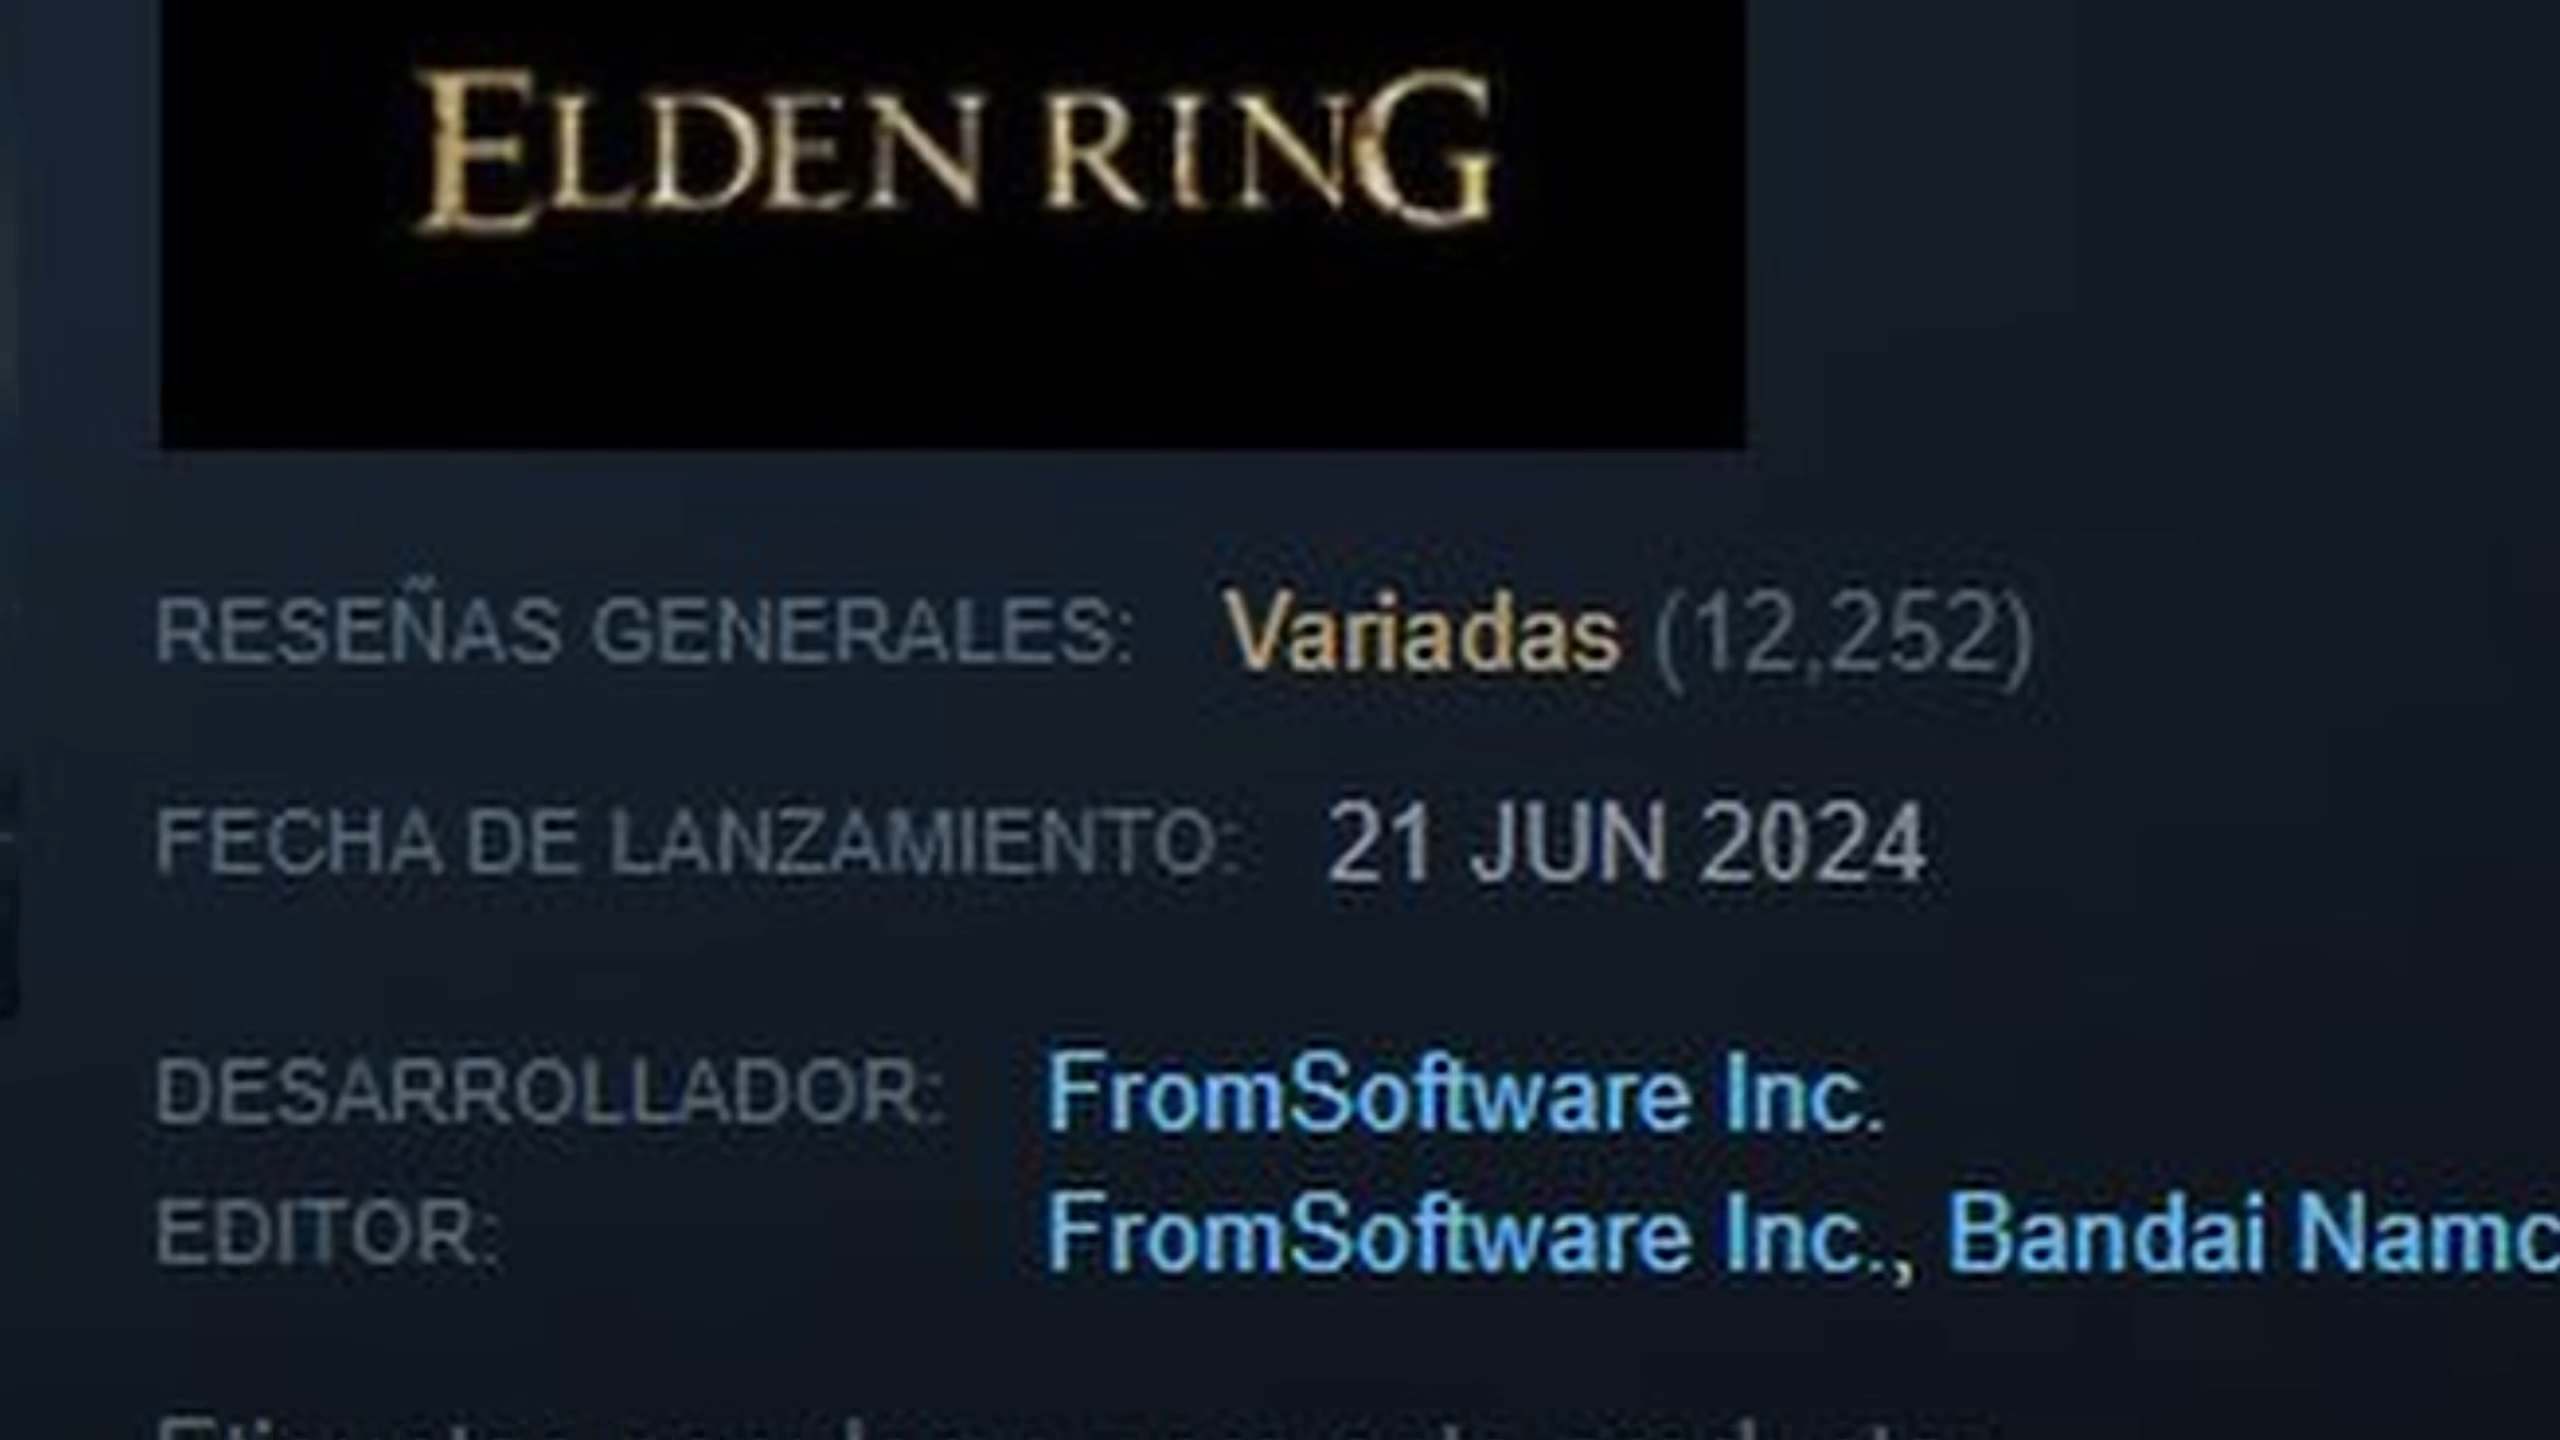 ELDEN RING
RESEÑAS GENERALES: Variadas (12,252)
FECHA DE LANZAMIENTO: 21 JUN 2024
DESARROLLADOR: FromSoftware Inc.
EDITOR: FromSoftware Inc., Bandai Namc